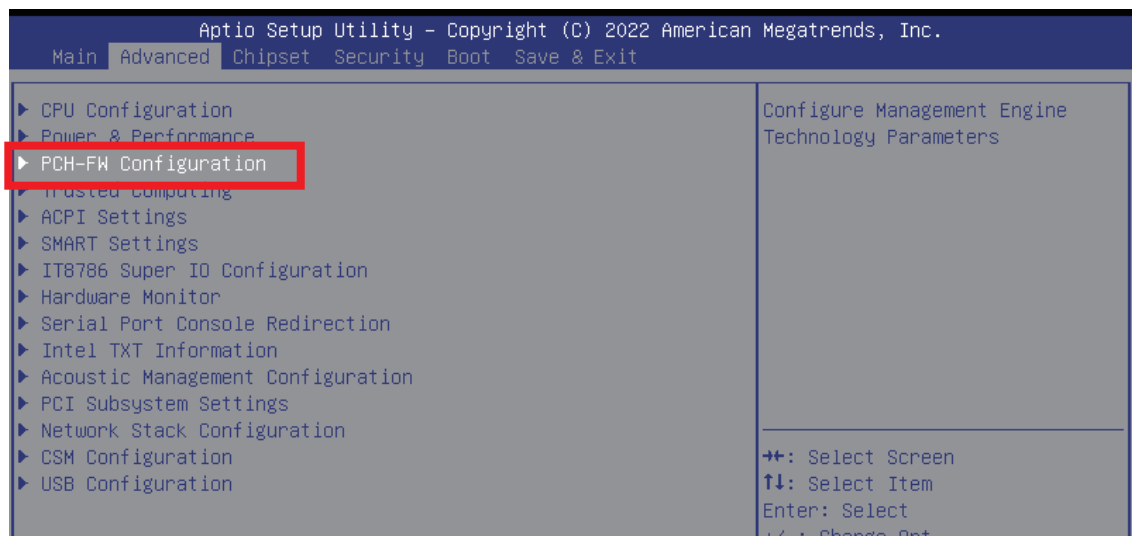 Aptio Setup Utility – Copyright (C) 2022 American Megatrends, Inc.
Main Advanced Chipset Security Boot Save & Exit
CPU Configuration
Power & Performance
PCH-FW Configuration
Trusted Computing
ACPI Settings
SMART Settings
IT8786 Super IO Configuration
Hardware Monitor
Serial Port Console Redirection
Intel TXT Information
Acoustic Management Configuration
PCI Subsystem Settings
Network Stack Configuration
CSM Configuration
USB Configuration
Configure Management Engine
Technology Parameters
→←: Select Screen
↑↓: Select Item
Enter: Select
+/-: Change Opt.